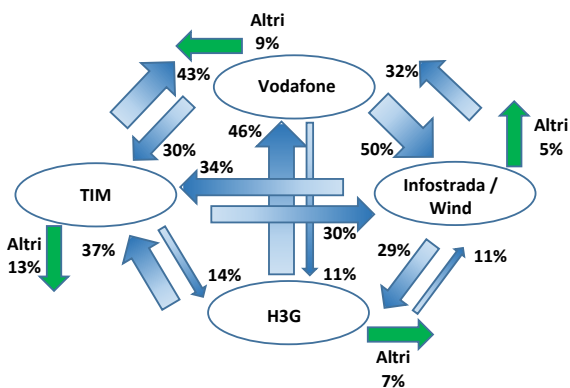 Altri
9%
43%
Vodafone
32%
46%
Altri
5%
30%
50%
34%
TIM
Infostrada /
Wind
Altri
13%
37%
30%
29%
11%
14%
11%
H3G
Altri
7%